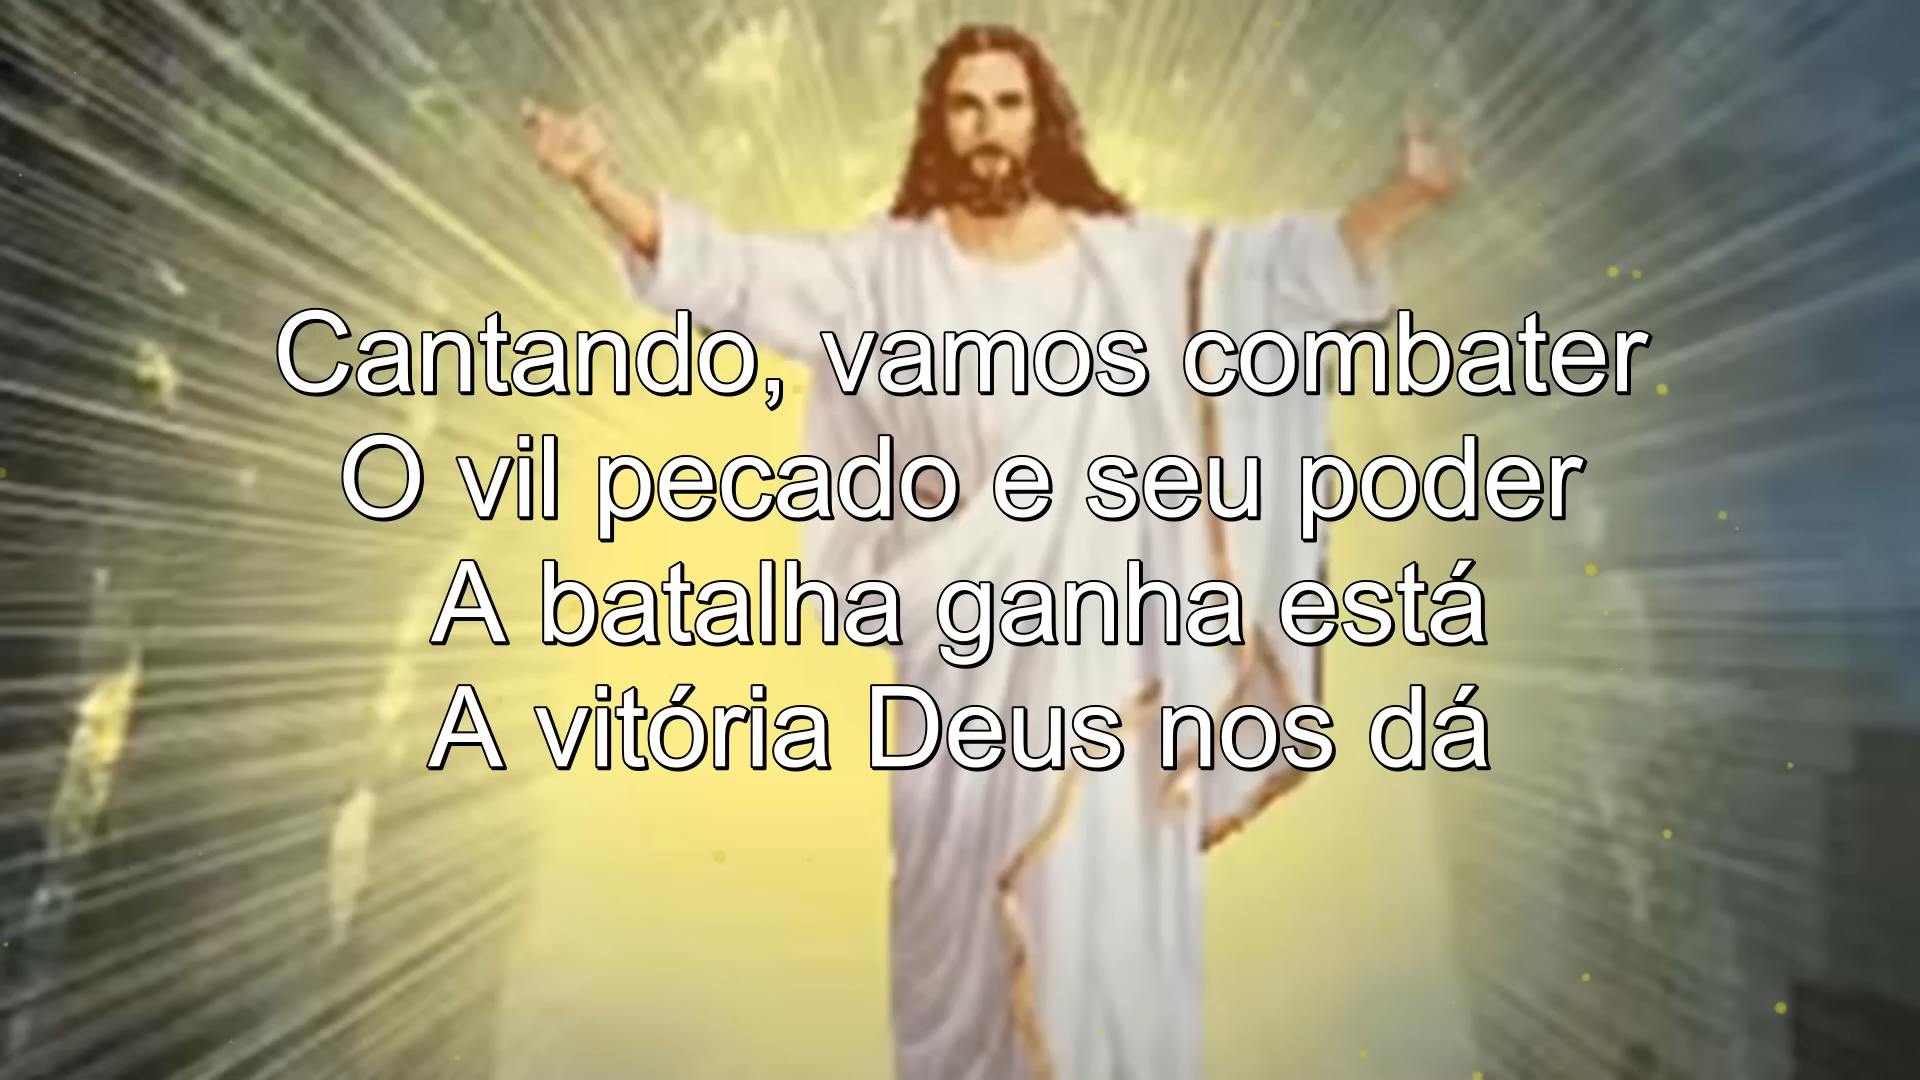 Cantando, vamos combater
O vil pecado e seu poder
A batalha ganha está
A vitória Deus nos dá